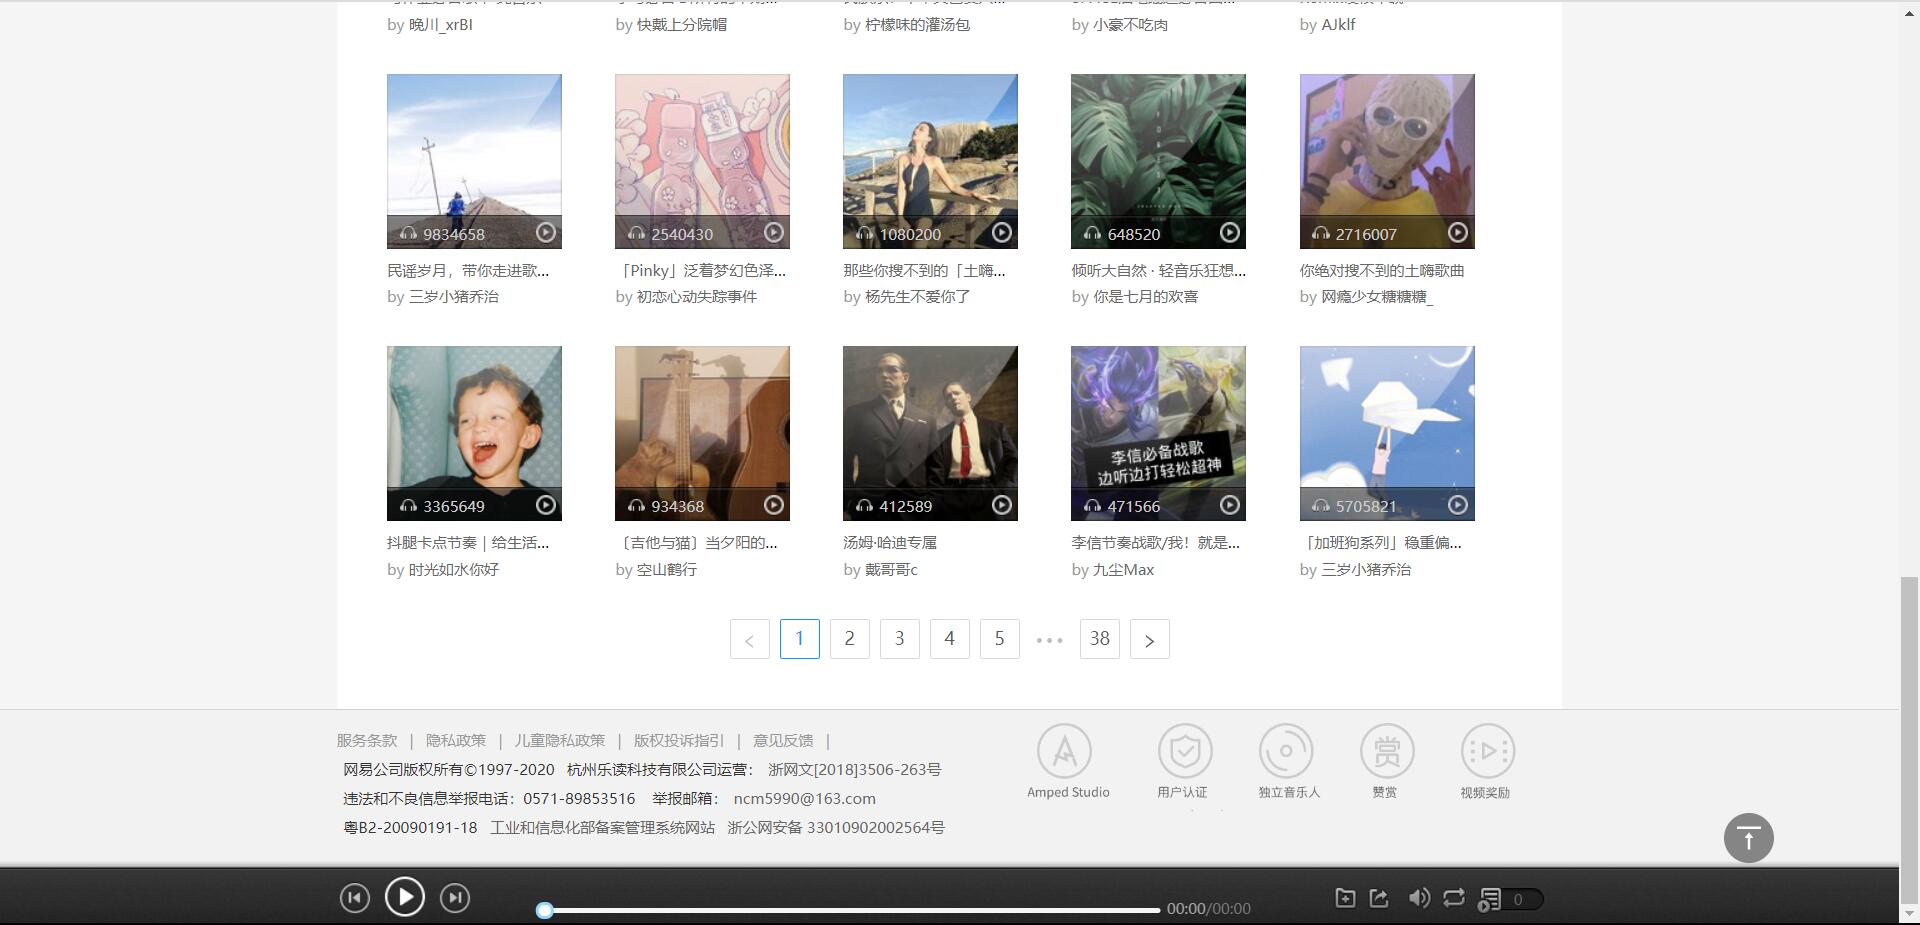 by 晚川_xrBI
by 快戴上分院帽
by 柠檬味的灌汤包
by 小豪不吃肉
by AJklf
9834658
2540430
1080200
648520
2716007
民谣岁月，带你走进歌...
「Pinky」泛着梦幻色泽...
那些你搜不到的「土嗨...
倾听大自然 · 轻音乐狂想...
你绝对搜不到的土嗨歌曲
by 三岁小猪乔治
by 初恋心动失踪事件
by 杨先生不爱你了
by 你是七月的欢喜
by 网瘾少女糖糖糖_
李信必备战歌
边听边打轻松超神
3365649
934368
412589
471566
5705821
抖腿卡点节奏 | 给生活...
〔吉他与猫〕当夕阳的...
汤姆·哈迪专属
李信节奏战歌/我！就是...
「加班狗系列」稳重偏...
by 时光如水你好
by 空山鹤行
by 戴哥哥c
by 九尘Max
by 三岁小猪乔治
< 1 2 3 4 5 ••• 38 >
服务条款 | 隐私政策 | 儿童隐私政策 | 版权投诉指引 | 意见反馈 |
网易公司版权所有©1997-2020 杭州乐读科技有限公司运营： 浙网文[2018]3506-263号
违法和不良信息举报电话：0571-89853516 举报邮箱： ncm5990@163.com
粤B2-20090191-18 工业和信息化部备案管理系统网站 浙公网安备 33010902002564号
赏
Amped Studio
用户认证
独立音乐人
赞赏
视频奖励
00:00/00:00
0